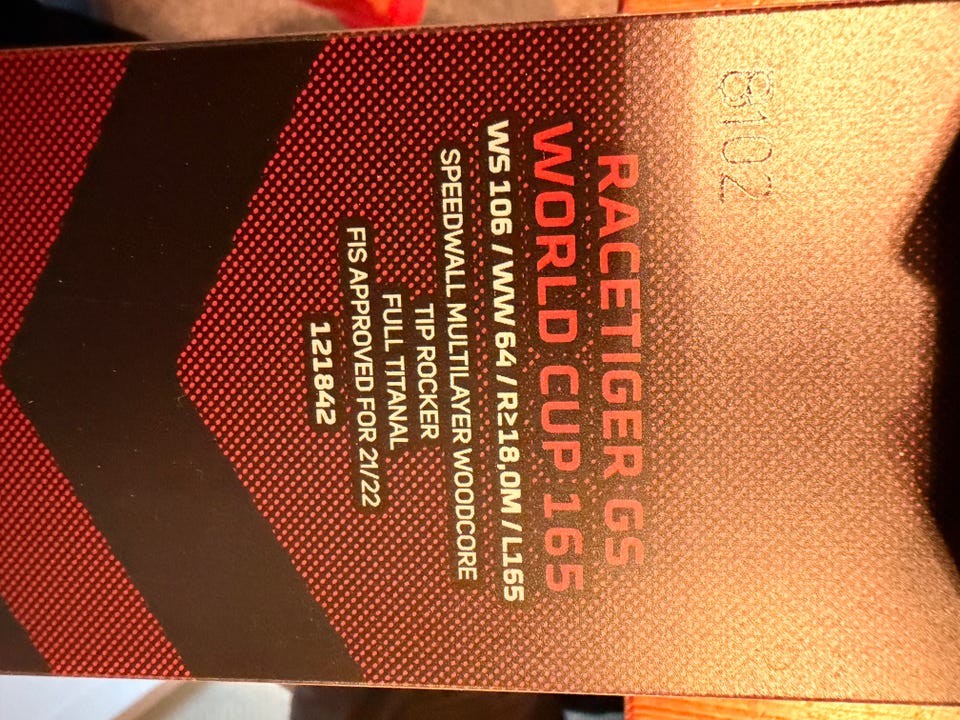 RACETIGER GS
WORLD CUP 165
WS 106 / WW 64 / R≥18,0M / L165
SPEEDWALL MULTILAYER WOODCORE
TIP ROCKER
FULL TITANAL
FIS APPROVED FOR 21/22
121842